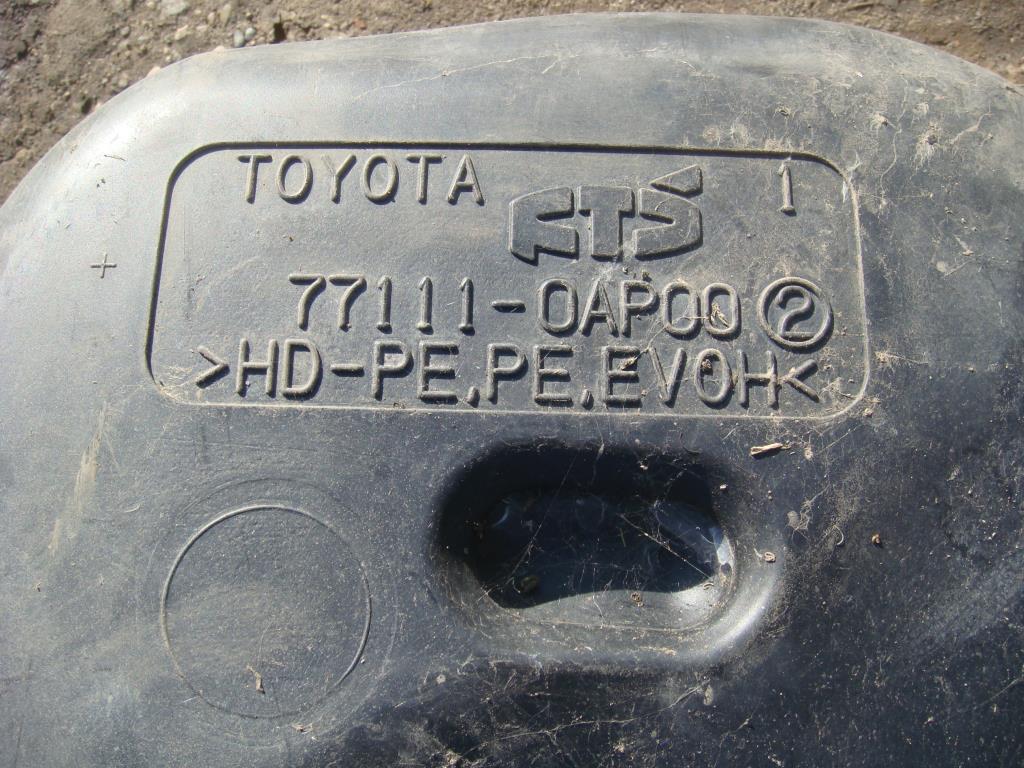 TOYOTA FTS 1
77111-0AP00 2
>HD-PE.PE.EVOH<